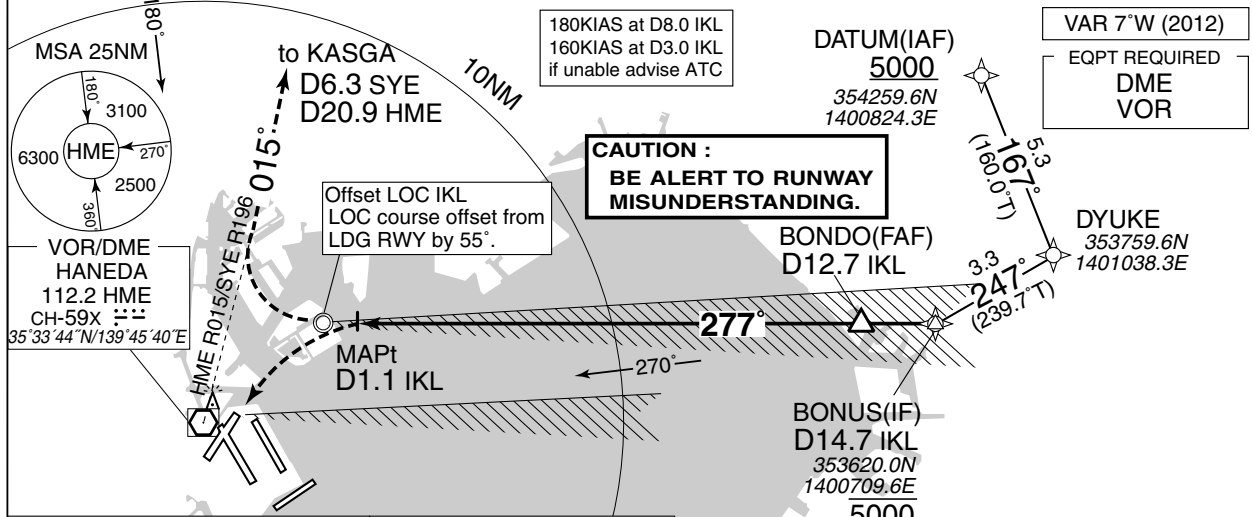 180°
MSA 25NM
180°
3100
6300
HME
270°
2500
360°
VOR/DME
HANEDA
112.2 HME
CH-59X
35°33′44″N/139°45′40″E
to KASGA
D6.3 SYE
D20.9 HME
015°
HME R015/SYE R196
10NM
180KIAS at D8.0 IKL
160KIAS at D3.0 IKL
if unable advise ATC
Offset LOC IKL
LOC course offset from
LDG RWY by 55°.
CAUTION :
BE ALERT TO RUNWAY
MISUNDERSTANDING.
DATUM(IAF)
5000
354259.6N
1400824.3E
VAR 7°W (2012)
EQPT REQUIRED
DME
VOR
5.3
167°
(160.0°T)
DYUKE
353759.6N
1401038.3E
3.3
247°
(239.7°T)
BONDO(FAF)
D12.7 IKL
277°
MAPt
D1.1 IKL
270°
BONUS(IF)
D14.7 IKL
353620.0N
1400709.6E
5000